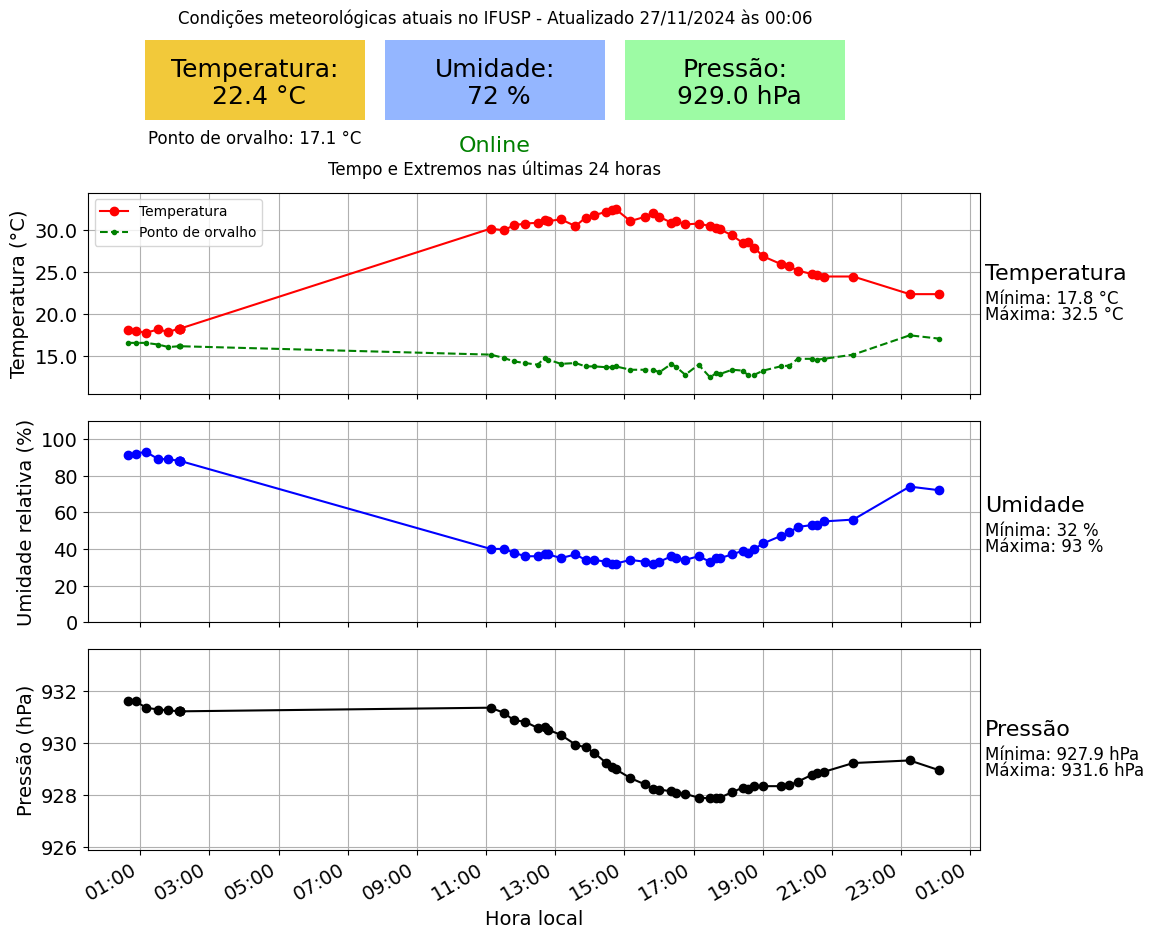 Condições meteorológicas atuais no IFUSP - Atualizado 27/11/2024 às 00:06
Temperatura:
22.4 °C
Umidade:
72 %
Pressão:
929.0 hPa
Ponto de orvalho: 17.1 °C
Online
Tempo e Extremos nas últimas 24 horas
Temperatura (°C)
30.0
25.0
20.0
15.0
Temperatura
Ponto de orvalho
Temperatura
Mínima: 17.8 °C
Máxima: 32.5 °C
Umidade relativa (%)
100
80
60
40
20
0
Umidade
Mínima: 32 %
Máxima: 93 %
Pressão (hPa)
932
930
928
926
Pressão
Mínima: 927.9 hPa
Máxima: 931.6 hPa
01:00 03:00 05:00 07:00 09:00 11:00 13:00 15:00 17:00 19:00 21:00 23:00 01:00
Hora local